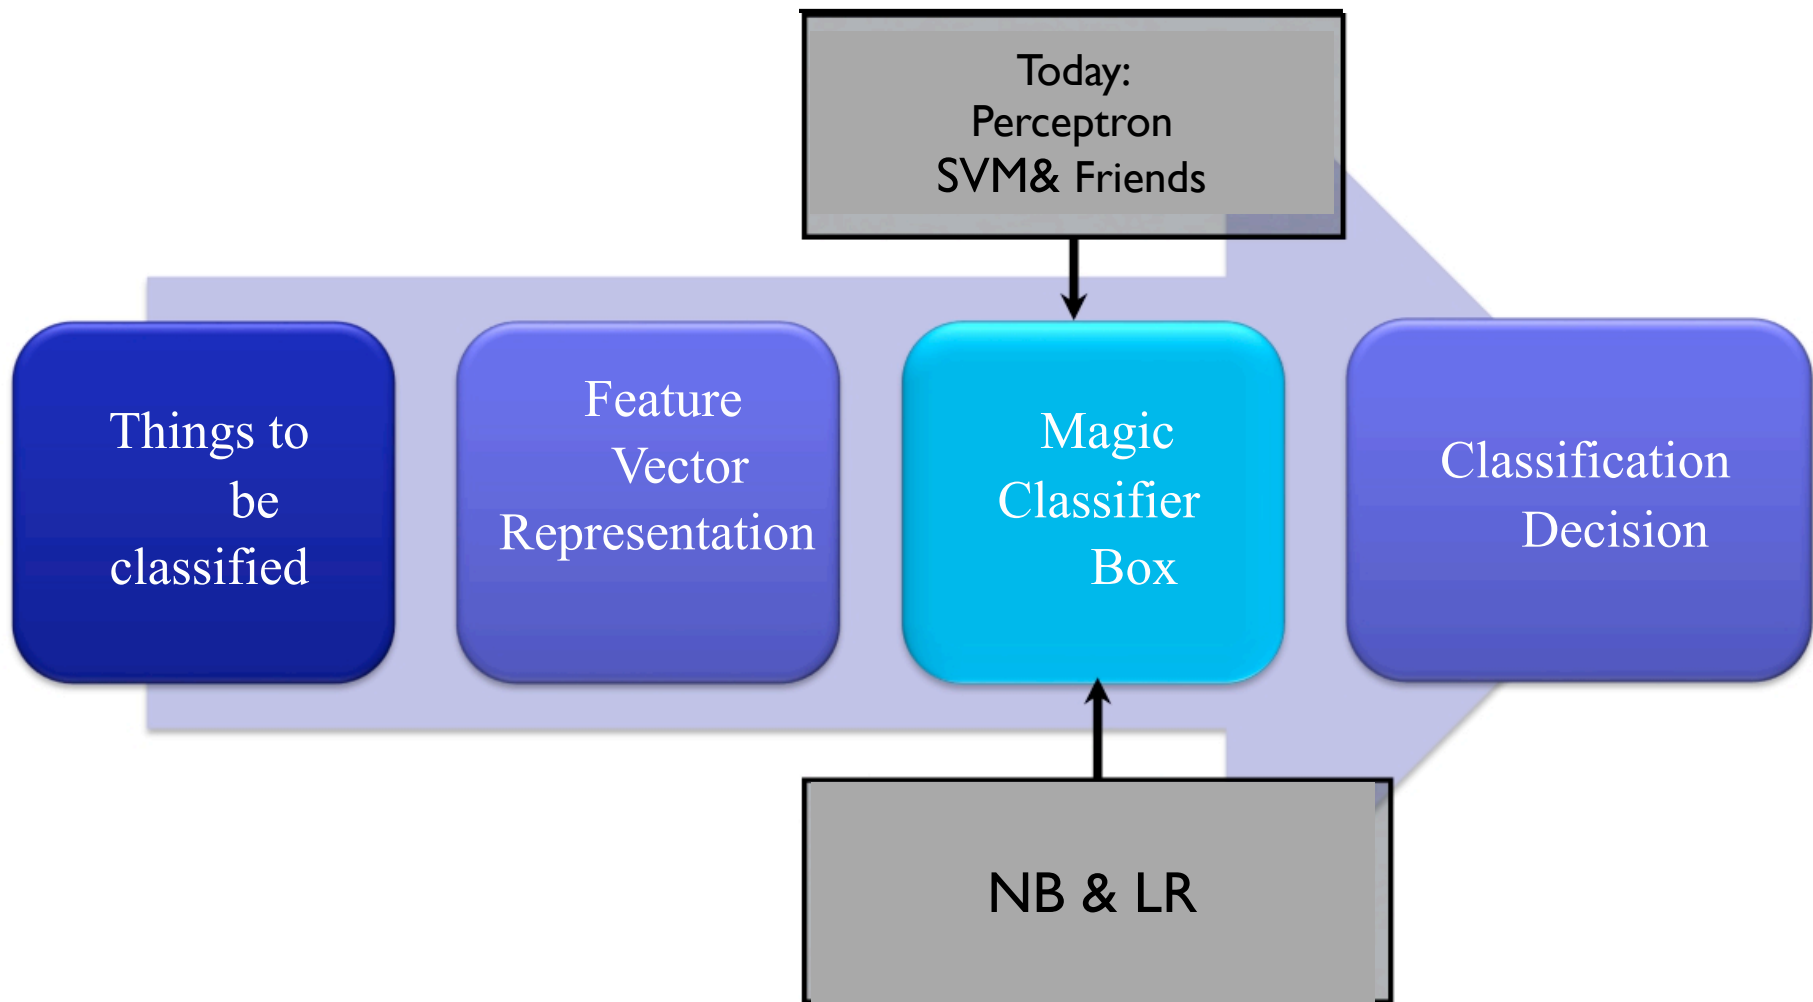 Today:
Perceptron
SVM& Friends
Things to
be
classified
Feature
Vector
Representation
Magic
Classifier
Box
Classification
Decision
NB & LR